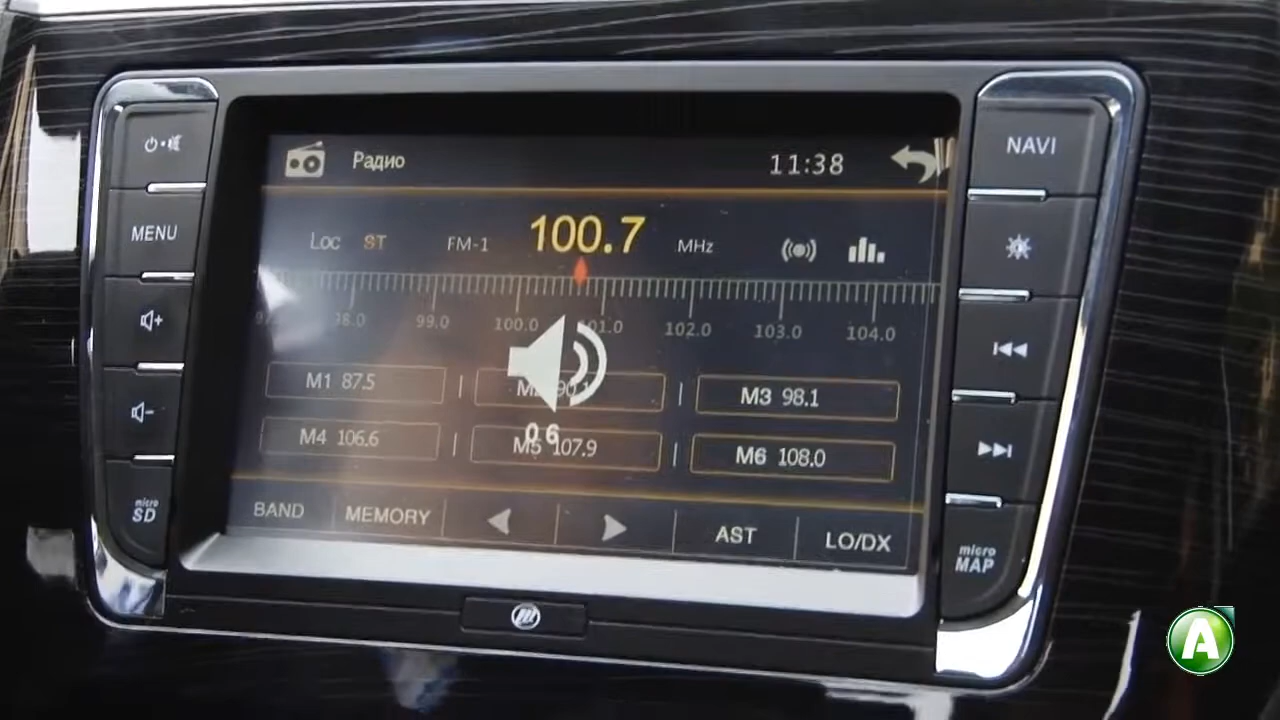 Радио 11:38
NAVI
MENU
Loc ST FM-1 100.7 MHz
98.0 99.0 100.0 101.0 102.0 103.0 104.0
M1 87.5
M3 98.1
06
M4 106.6
M5 107.9
M6 108.0
BAND MEMORY AST LO/DX
micro
SD
micro
MAP
A